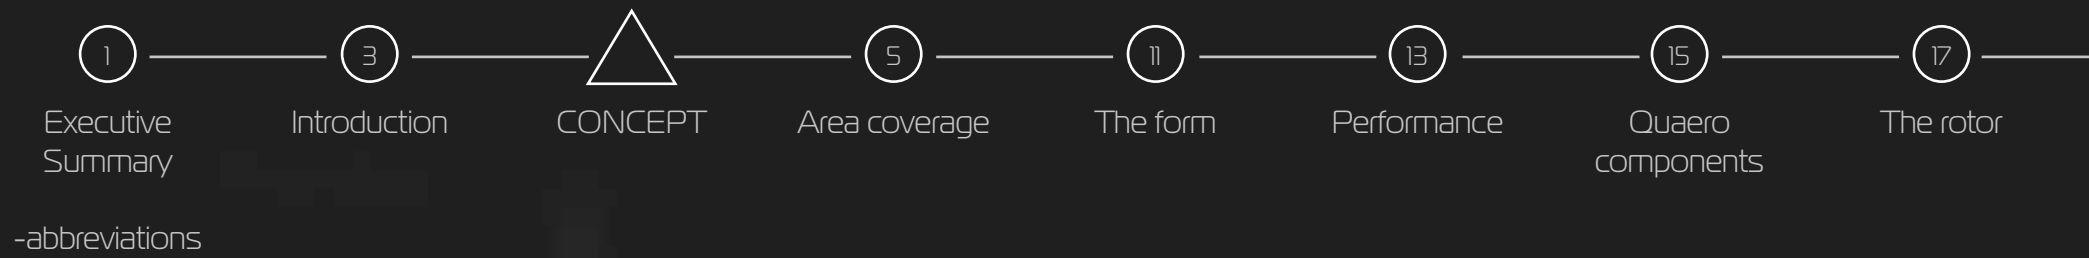 1 3 5 11 13 15 17
Executive Introduction CONCEPT Area coverage The form Performance Quaero The rotor
Summary components
-abbreviations